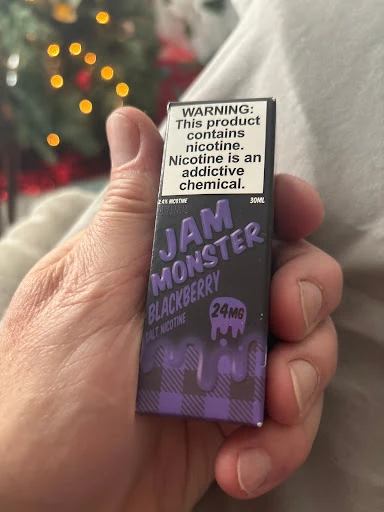 WARNING:
This product
contains
nicotine.
Nicotine is an
addictive
chemical.
2.4% NICOTINE 30ML
JAM
MONSTER
BLACKBERRY
SALT NICOTINE
24MG